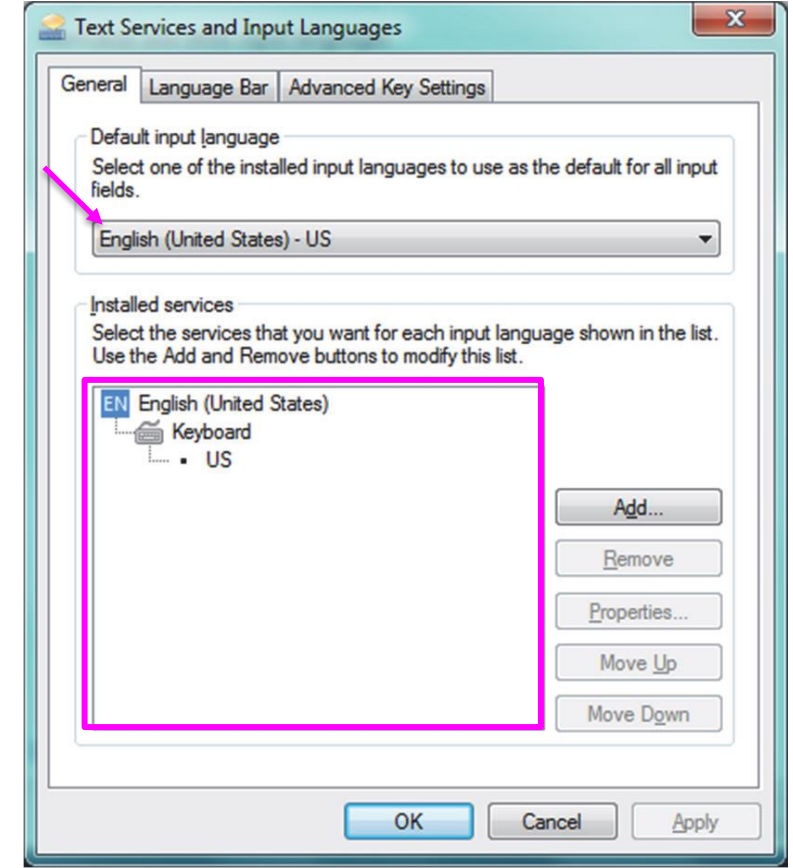 Text Services and Input Languages
General
Language Bar
Advanced Key Settings
Default input language
Select one of the installed input languages to use as the default for all input
fields.
English (United States) - US
Installed services
Select the services that you want for each input language shown in the list.
Use the Add and Remove buttons to modify this list.
EN English (United States)
Keyboard
US
Add...
Remove
Properties...
Move Up
Move Down
OK
Cancel
Apply